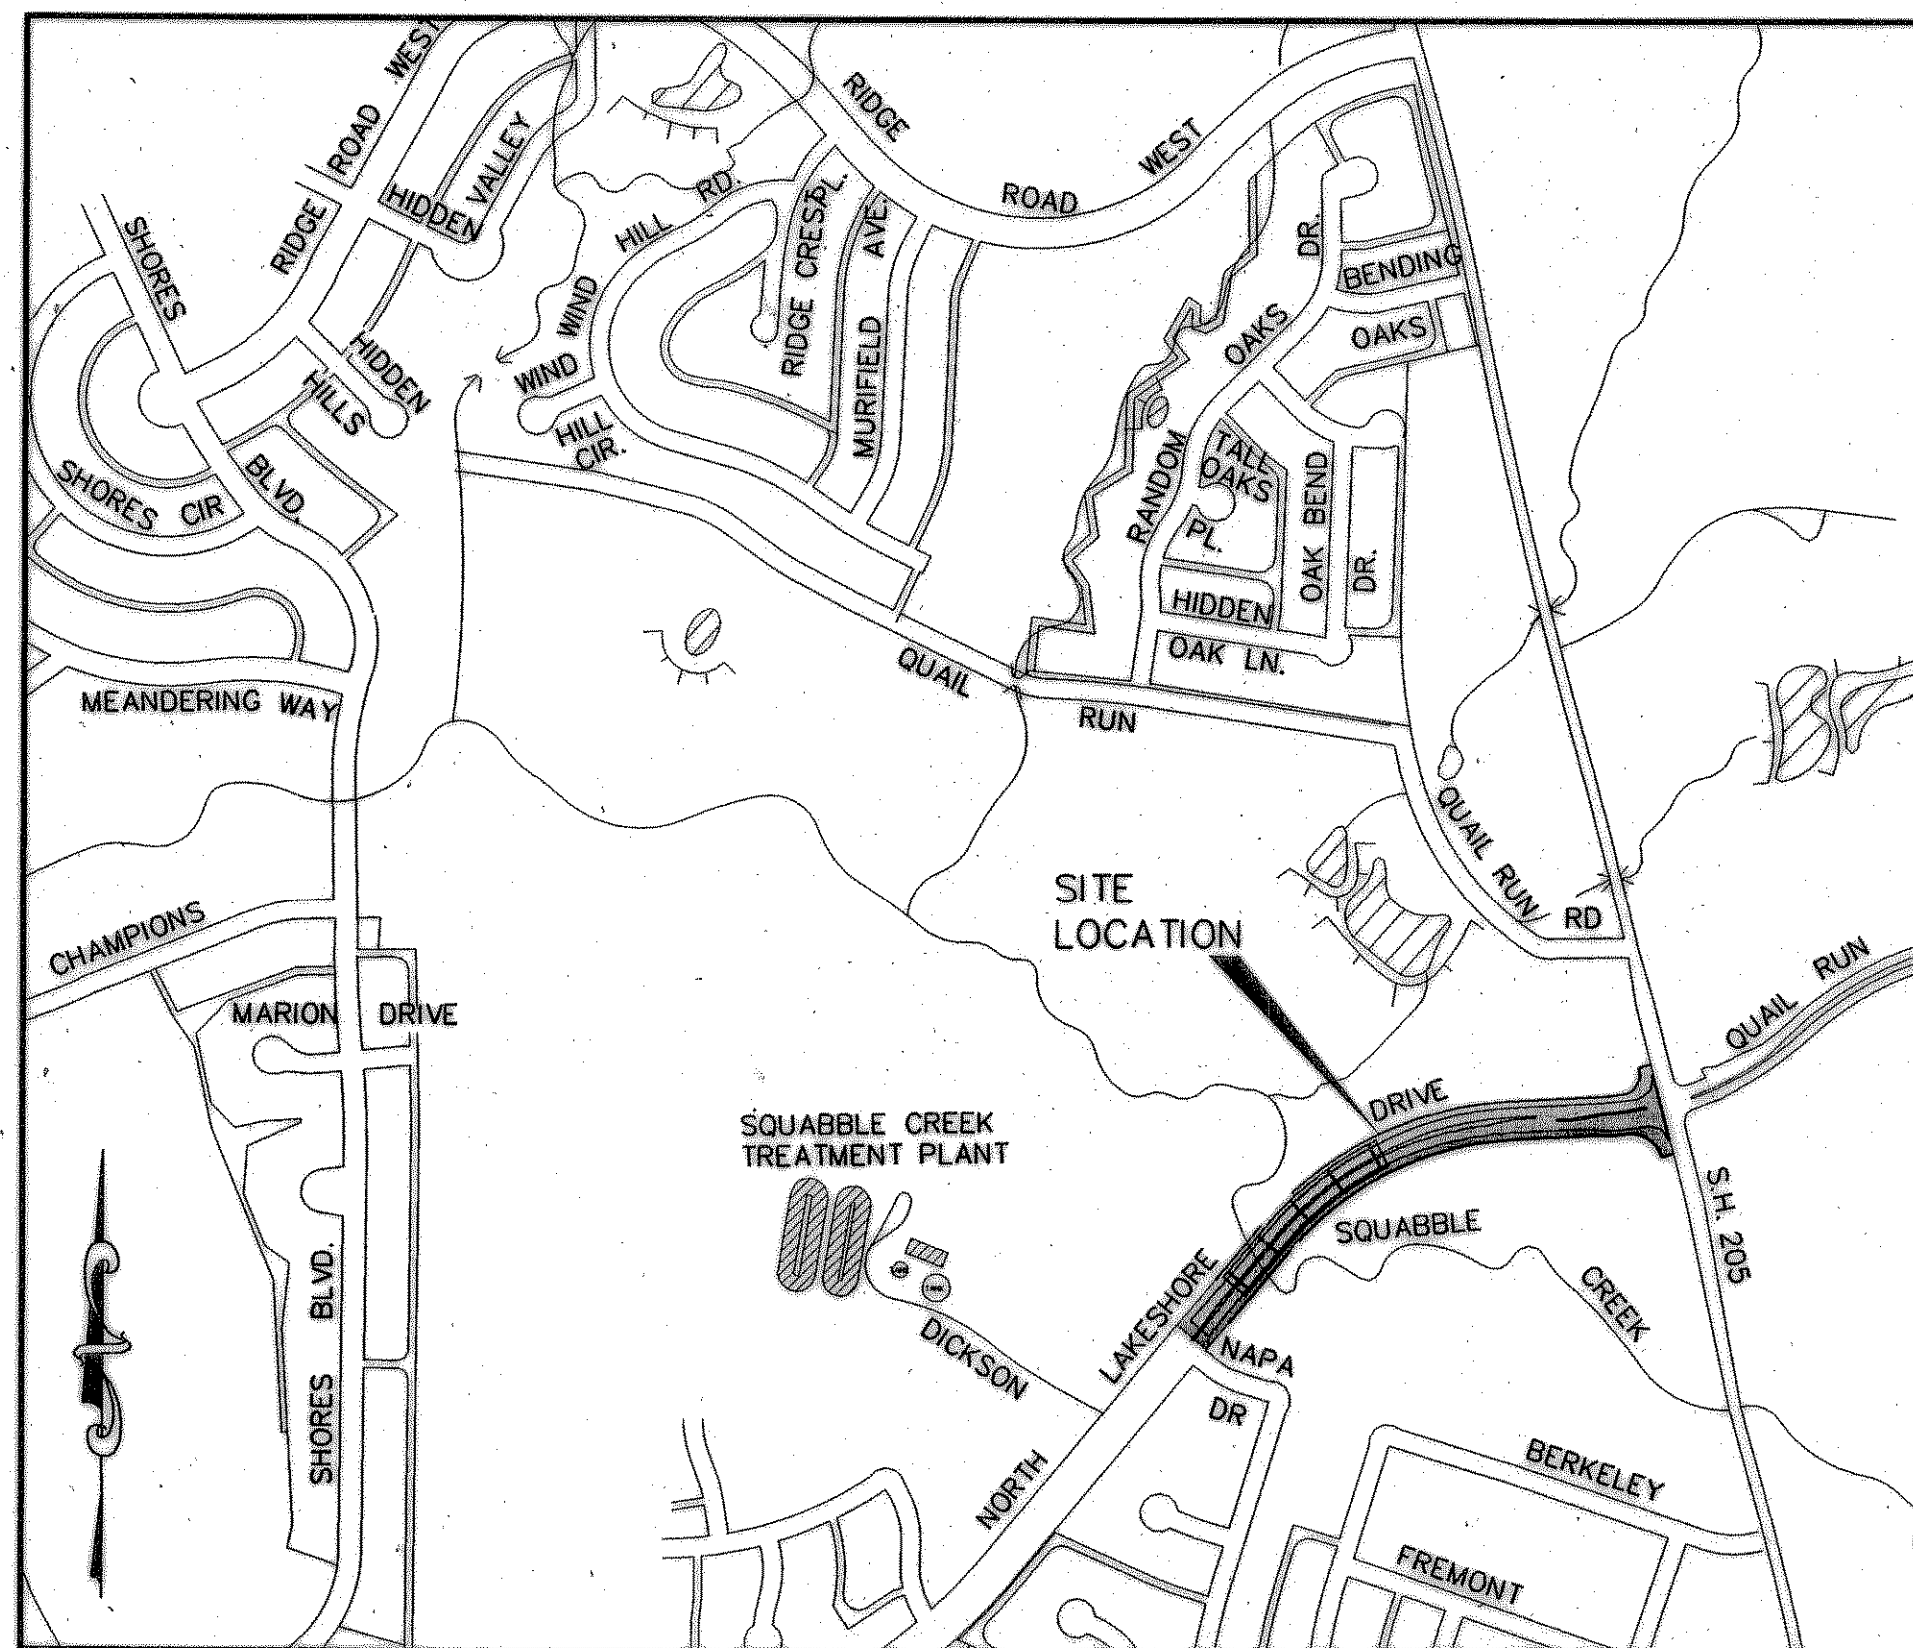 RIDGE ROAD WEST
RIDGE ROAD WEST
HIDDEN VALLEY
SHORES BLVD.
HIDDEN HILLS
SHORES CIR
WIND HILL RD.
WIND HILL CIR.
RIDGE CREST PL.
MURIFIELD AVE.
RANDOM OAKS DR.
BENDING OAKS
TALL OAKS PL.
OAK BEND DR.
HIDDEN OAK LN.
MEANDERING WAY
QUAIL RUN
QUAIL RUN RD
CHAMPIONS
SITE
LOCATION
QUAIL RUN
MARION DRIVE
SQUABBLE CREEK
TREATMENT PLANT
NORTH LAKESHORE DRIVE
SQUABBLE CREEK
S.H. 205
SHORES BLVD.
DICKSON
NAPA DR
BERKELEY
FREMONT